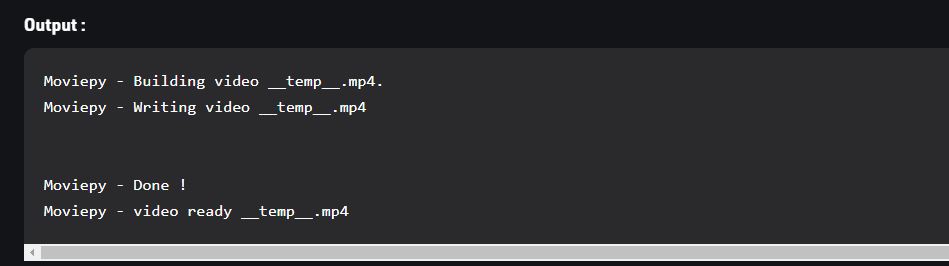 Output :
Moviepy - Building video __temp__.mp4.
Moviepy - Writing video __temp__.mp4
Moviepy - Done !
Moviepy - video ready __temp__.mp4